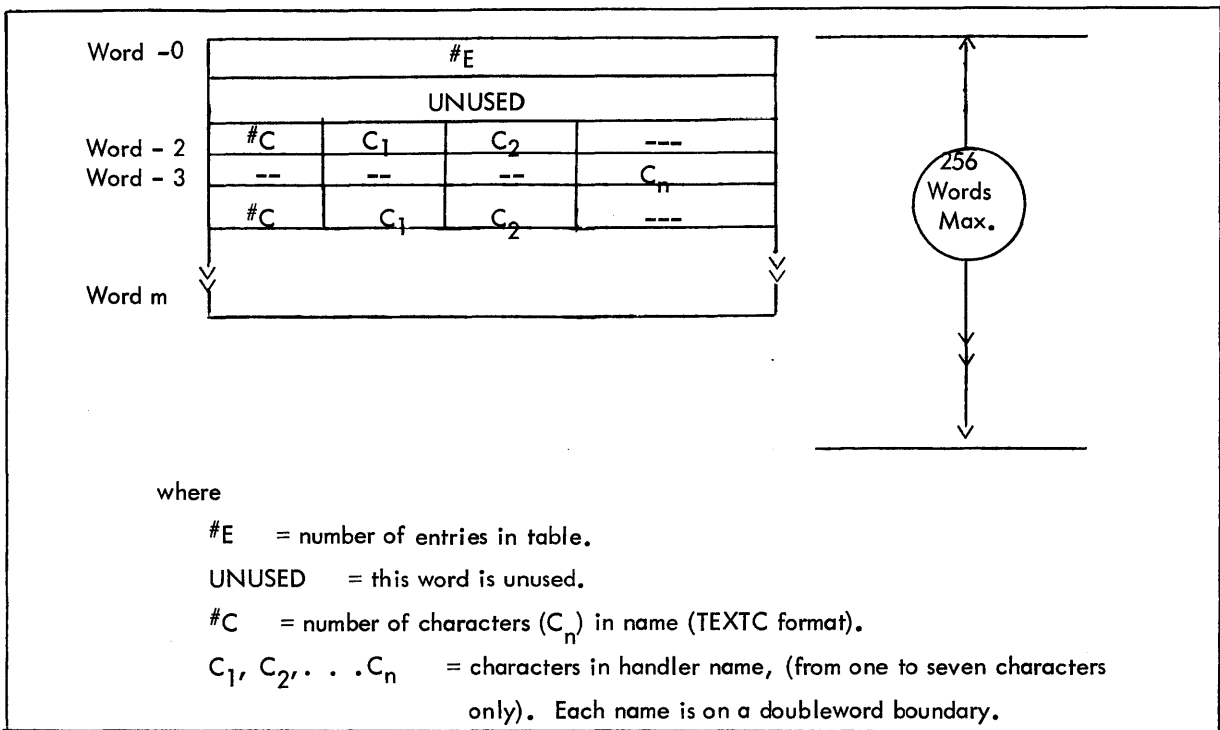 Word -0 #E
UNUSED
Word - 2 #C C1 C2 ---
Word - 3 -- -- -- Cn
#C C1 C2 ---
Word m
256
Words
Max.
where
#E = number of entries in table.
UNUSED = this word is unused.
#C = number of characters (Cn) in name (TEXTC format).
C1, C2, . . .Cn = characters in handler name, (from one to seven characters
only). Each name is on a doubleword boundary.